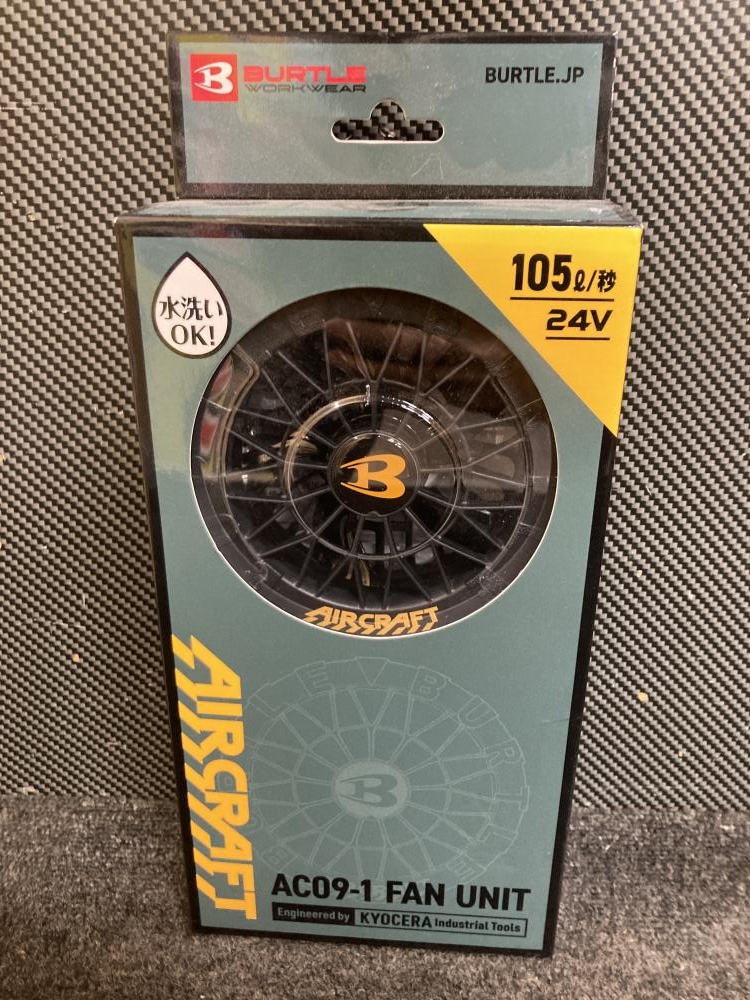 BURTLE
WORKWEAR
BURTLE.JP
水洗い
OK!
105ℓ/秒
24V
B
AIRCRAFT
AIRCRAFT
BURTLE
AC09-1 FAN UNIT
Engineered by KYOCERA Industrial Tools